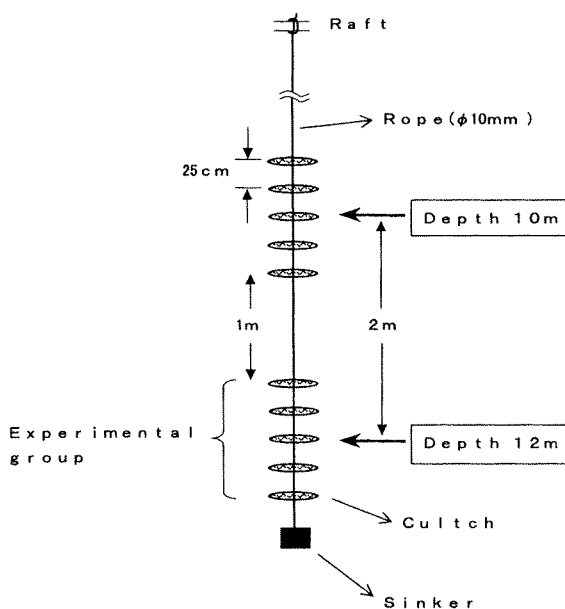 Raft
Rope(φ10mm)
25cm
Depth 10m
1m
2m
Experimental
group
Depth 12m
Cultch
Sinker